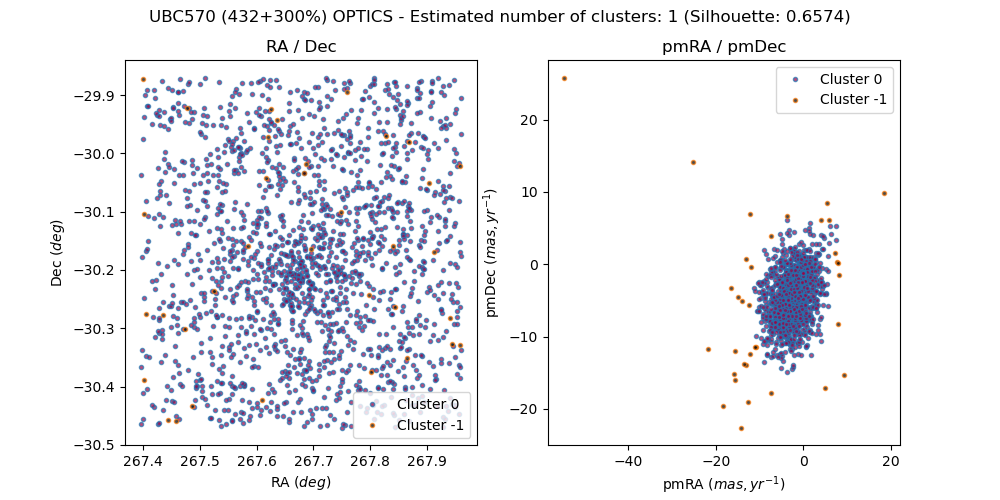 UBC570 (432+300%) OPTICS - Estimated number of clusters: 1 (Silhouette: 0.6574)
RA / Dec
Dec (deg)
−29.9
−30.0
−30.1
−30.2
−30.3
−30.4
−30.5
267.4 267.5 267.6 267.7 267.8 267.9
RA (deg)
Cluster 0
Cluster -1
pmRA / pmDec
pmDec (mas, yr⁻¹)
20
10
0
−10
−20
−40 −20 0 20
pmRA (mas, yr⁻¹)
Cluster 0
Cluster -1